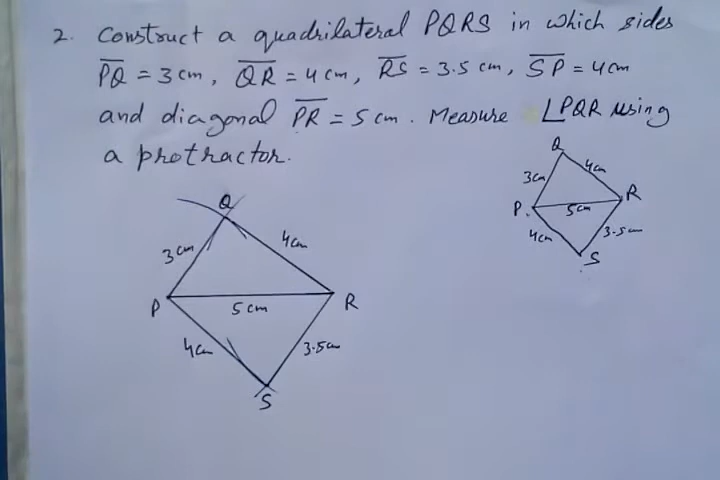 2. Construct a quadrilateral PQRS in which sides
PQ = 3 cm, QR = 4 cm, RS = 3.5 cm, SP = 4 cm
and diagonal PR = 5 cm. Measure ∠PQR using
a protractor.
Q
3cm
4cm
P.
5cm
R
4cm
3.5cm
S
Q
3cm
4cm
P
5cm
R
4cm
3.5cm
S